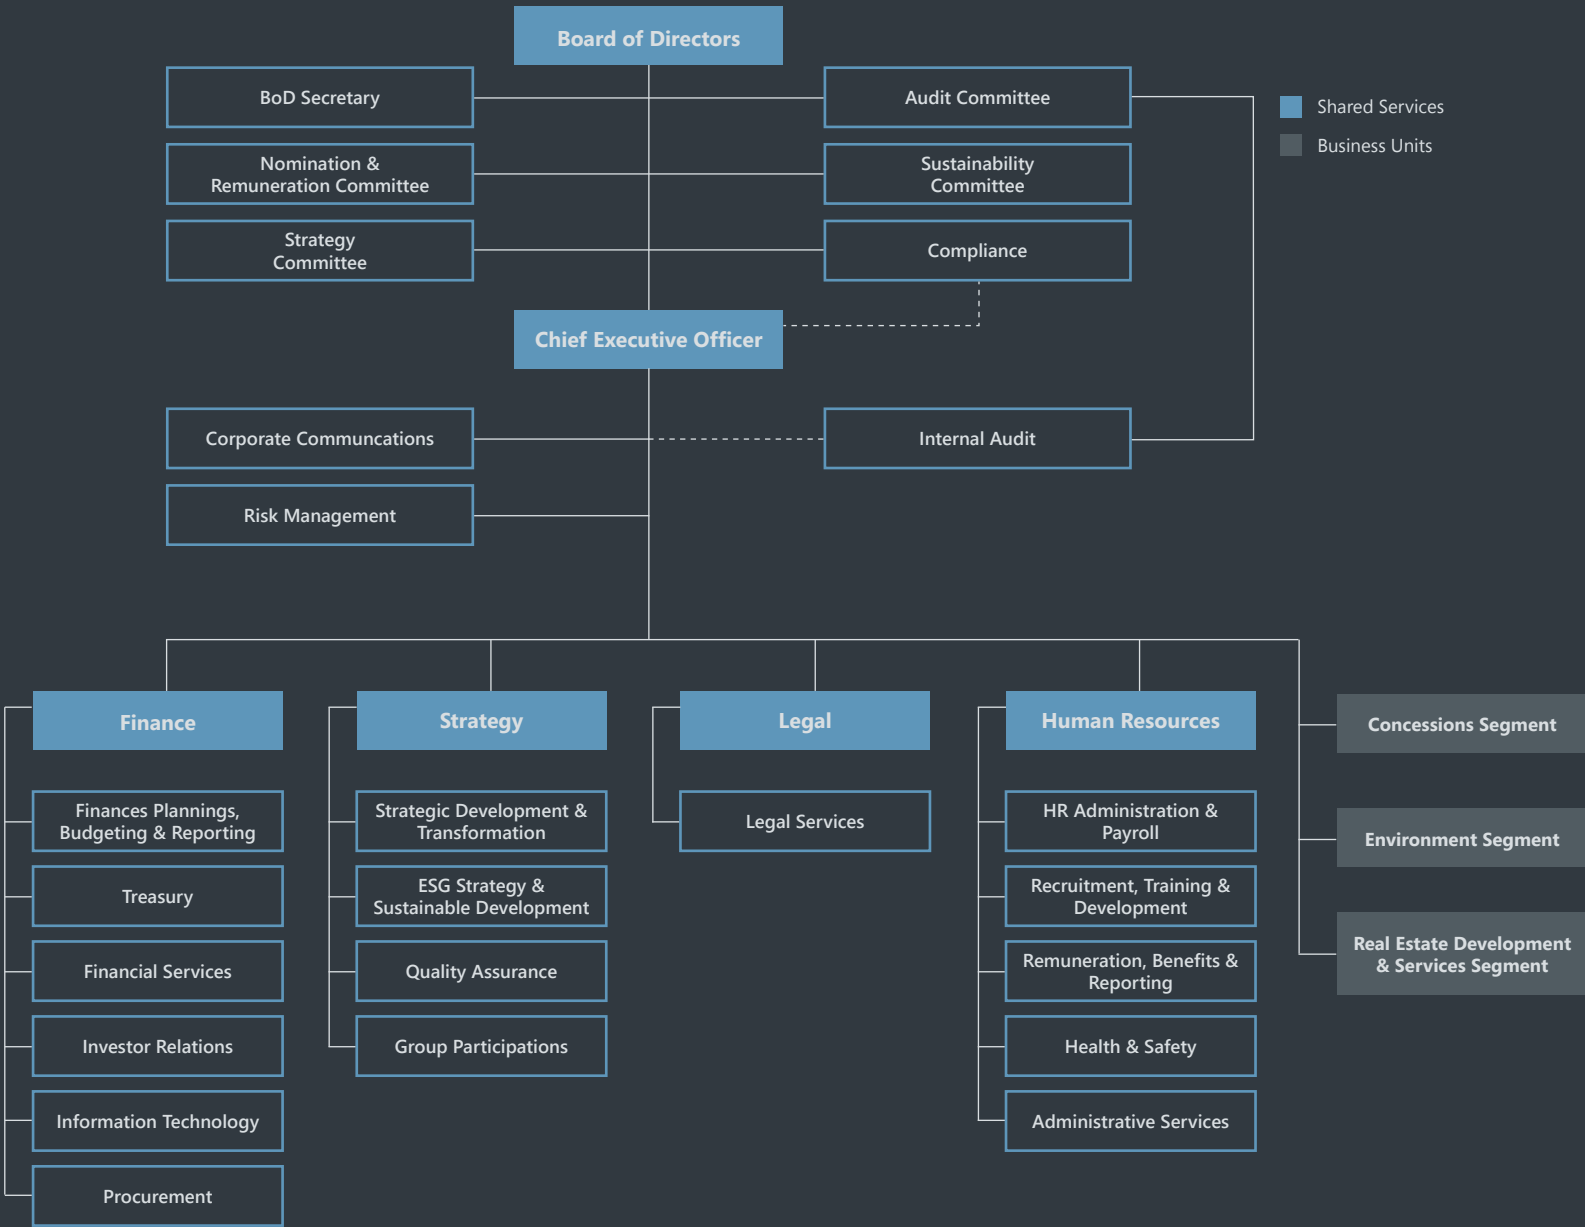 Board of Directors
BoD Secretary
Audit Committee
Shared Services
Business Units
Nomination &
Remuneration Committee
Sustainability
Committee
Strategy
Committee
Compliance
Chief Executive Officer
Corporate Communcations
Internal Audit
Risk Management
Finance
Strategy
Legal
Human Resources
Concessions Segment
Finances Plannings,
Budgeting & Reporting
Treasury
Financial Services
Investor Relations
Information Technology
Procurement
Strategic Development &
Transformation
ESG Strategy &
Sustainable Development
Quality Assurance
Group Participations
Legal Services
HR Administration &
Payroll
Recruitment, Training &
Development
Remuneration, Benefits &
Reporting
Health & Safety
Administrative Services
Environment Segment
Real Estate Development
& Services Segment